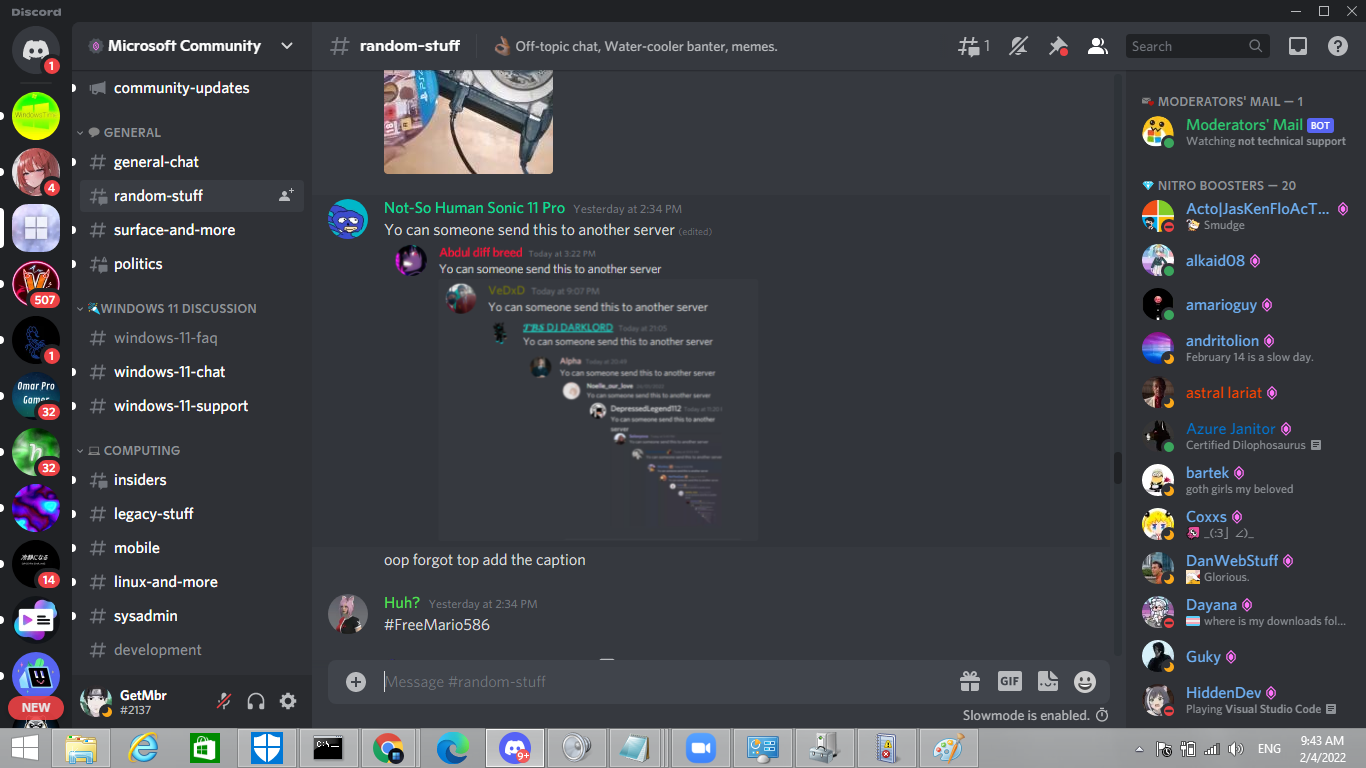 Discord
Microsoft Community
random-stuff
Off-topic chat, Water-cooler banter, memes.
1
Search
1
WindowsTime
4
507
1
Omar Pro
Gamer
32
32
14
NEW
community-updates
GENERAL
general-chat
random-stuff
surface-and-more
politics
WINDOWS 11 DISCUSSION
windows-11-faq
windows-11-chat
windows-11-support
COMPUTING
insiders
legacy-stuff
mobile
linux-and-more
sysadmin
development
GetMbr
#2137
Not-So Human Sonic 11 Pro Yesterday at 2:34 PM
Yo can someone send this to another server (edited)
Abdul diff breed Today at 3:22 PM
Yo can someone send this to another server
VeDxD Today at 9:07 PM
Yo can someone send this to another server
TBS DJ DARKLORD Today at 21:05
Yo can someone send this to another server
Alpha Today at 20:49
Yo can someone send this to another server
Noelle_our_love
Yo can someone send this to another server
DepressedLegend112
Yo can someone send this to another
server
oop forgot top add the caption
Huh? Yesterday at 2:34 PM
#FreeMario586
Message #random-stuff
GIF
Slowmode is enabled.
MODERATORS' MAIL — 1
Moderators' Mail BOT
Watching not technical support
NITRO BOOSTERS — 20
Acto|JasKenFloAcT...
Smudge
alkaid08
amarioguy
andritolion
February 14 is a slow day.
astral lariat
Azure Janitor
Certified Dilophosaurus
bartek
goth girls my beloved
Coxxs
_(:3」∠)_
DanWebStuff
Glorious.
Dayana
where is my downloads fol...
Guky
HiddenDev
Playing Visual Studio Code
9+
ENG
9:43 AM
2/4/2022